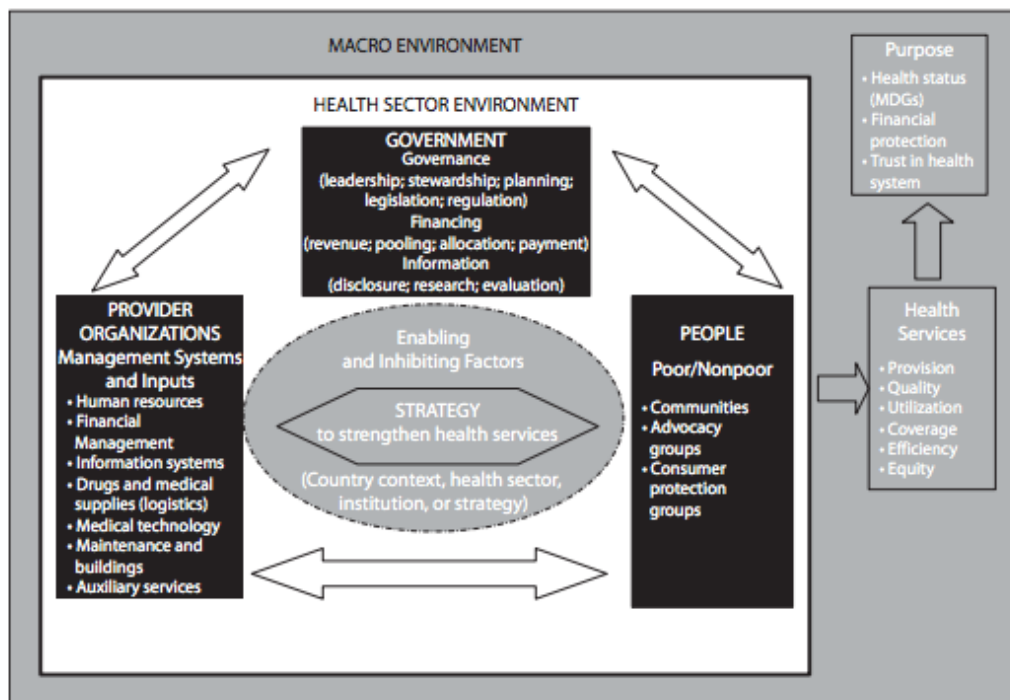 MACRO ENVIRONMENT
HEALTH SECTOR ENVIRONMENT
GOVERNMENT
Governance
(leadership; stewardship; planning;
legislation; regulation)
Financing
(revenue; pooling; allocation; payment)
Information
(disclosure; research; evaluation)
PROVIDER
ORGANIZATIONS
Management Systems
and Inputs
• Human resources
• Financial
Management
• Information systems
• Drugs and medical
supplies (logistics)
• Medical technology
• Maintenance and
buildings
• Auxiliary services
Enabling
and Inhibiting Factors
STRATEGY
to strengthen health services
(Country context, health sector,
institution, or strategy)
PEOPLE
Poor/Nonpoor
• Communities
• Advocacy
groups
• Consumer
protection
groups
Purpose
• Health status
(MDGs)
• Financial
protection
• Trust in health
system
Health
Services
• Provision
• Quality
• Utilization
• Coverage
• Efficiency
• Equity